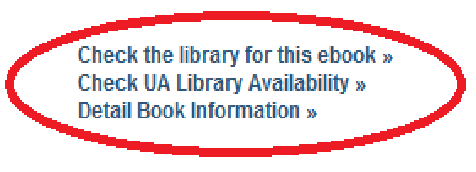 Check the library for this ebook »
Check UA Library Availability »
Detail Book Information »